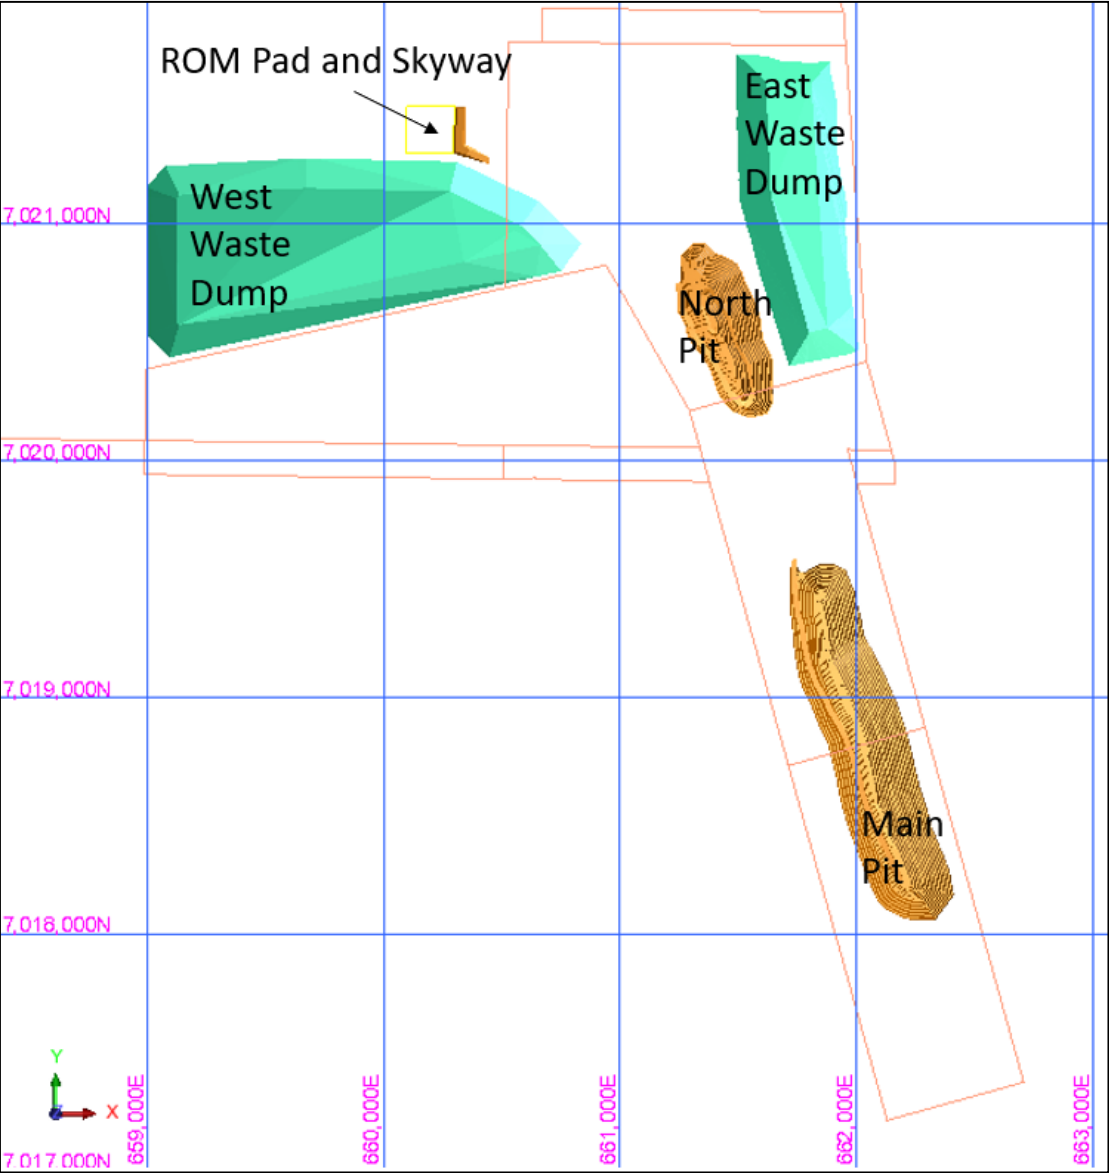 ROM Pad and Skyway
East
Waste
Dump
West
Waste
Dump
7,021,000N
North
Pit
7,020,000N
7,019,000N
Main
Pit
7,018,000N
Y
X
659,000E
660,000E
661,000E
662,000E
663,000E
7,017,000N